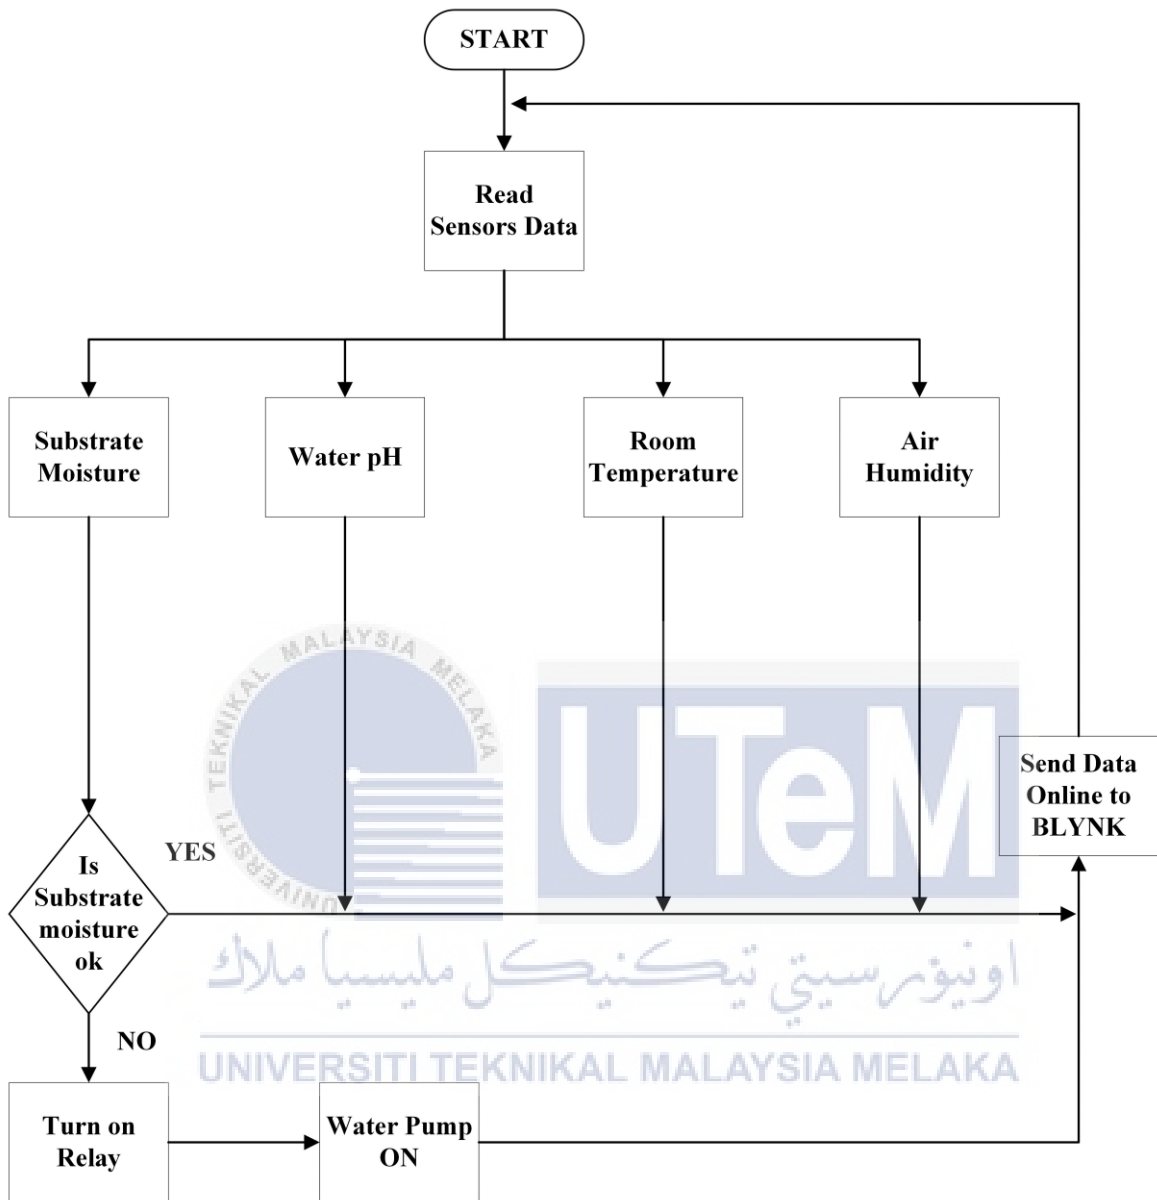 START
Read
Sensors Data
Substrate
Moisture
Water pH
Room
Temperature
Air
Humidity
UNIVERSITI TEKNIKAL MALAYSIA MELAKA
UTeM
Send Data
Online to
BLYNK
YES
Is
Substrate
moisture
ok
اونيۏرسيتي تيكنيكل مليسيا ملاك
NO
UNIVERSITI TEKNIKAL MALAYSIA MELAKA
Turn on
Relay
Water Pump
ON